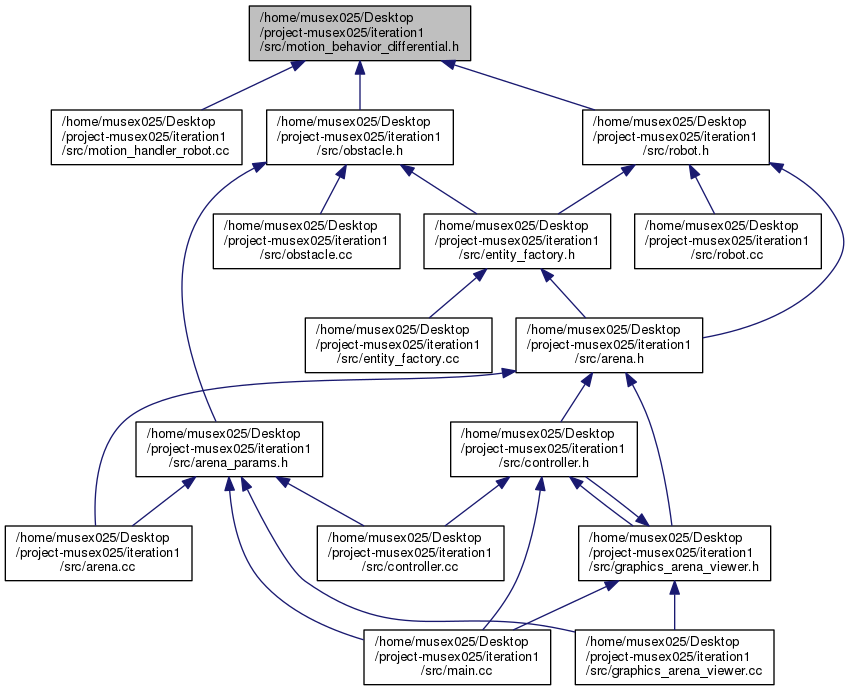 /home/musex025/Desktop
/project-musex025/iteration1
/src/motion_behavior_differential.h
/home/musex025/Desktop
/project-musex025/iteration1
/src/motion_handler_robot.cc
/home/musex025/Desktop
/project-musex025/iteration1
/src/obstacle.h
/home/musex025/Desktop
/project-musex025/iteration1
/src/robot.h
/home/musex025/Desktop
/project-musex025/iteration1
/src/obstacle.cc
/home/musex025/Desktop
/project-musex025/iteration1
/src/entity_factory.h
/home/musex025/Desktop
/project-musex025/iteration1
/src/robot.cc
/home/musex025/Desktop
/project-musex025/iteration1
/src/entity_factory.cc
/home/musex025/Desktop
/project-musex025/iteration1
/src/arena.h
/home/musex025/Desktop
/project-musex025/iteration1
/src/arena_params.h
/home/musex025/Desktop
/project-musex025/iteration1
/src/controller.h
/home/musex025/Desktop
/project-musex025/iteration1
/src/arena.cc
/home/musex025/Desktop
/project-musex025/iteration1
/src/controller.cc
/home/musex025/Desktop
/project-musex025/iteration1
/src/graphics_arena_viewer.h
/home/musex025/Desktop
/project-musex025/iteration1
/src/main.cc
/home/musex025/Desktop
/project-musex025/iteration1
/src/graphics_arena_viewer.cc